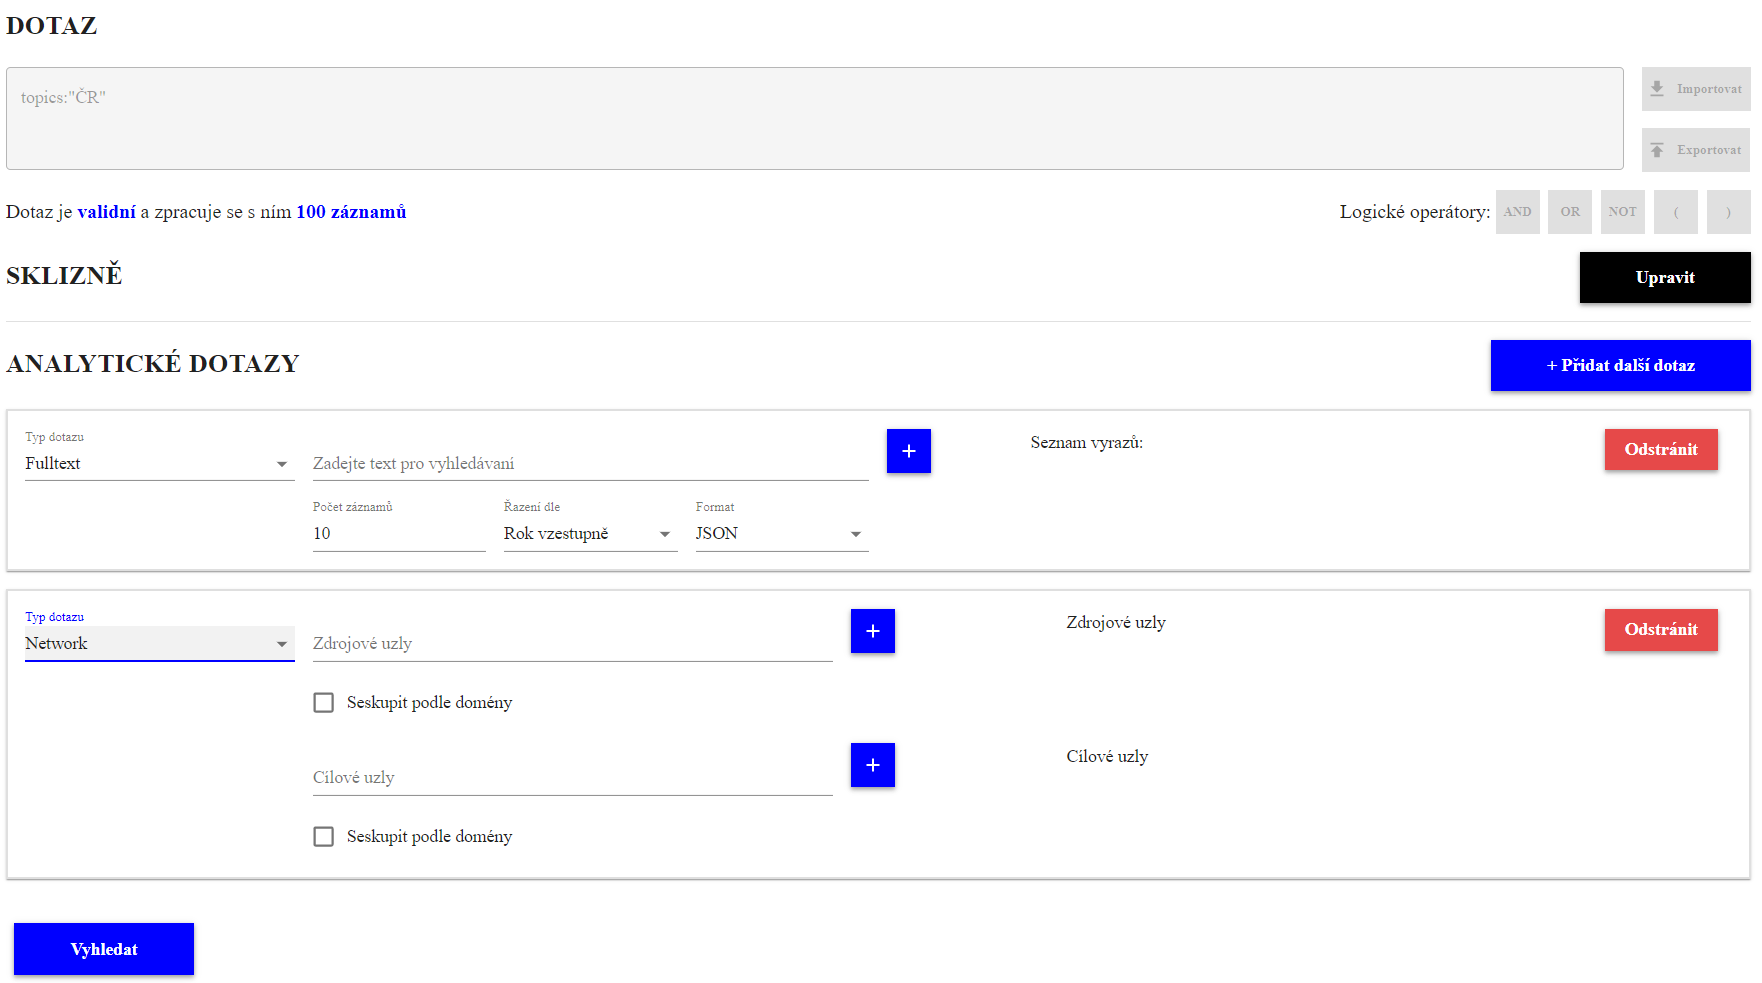 DOTAZ
topics:"ČR"
Importovat
Exportovat
Dotaz je validní a zpracuje se s ním 100 záznamů
Logické operátory: AND OR NOT ( )
SKLIZNĚ
Upravit
ANALYTICKÉ DOTAZY
+ Přidat další dotaz
Typ dotazu
Fulltext
Zadejte text pro vyhledávaní
+
Seznam vyrazů:
Odstránit
Počet záznamů
10
Řazení dle
Rok vzestupně
Format
JSON
Typ dotazu
Network
Zdrojové uzly
+
Zdrojové uzly
Odstránit
Seskupit podle domény
Cílové uzly
+
Cílové uzly
Seskupit podle domény
Vyhledat